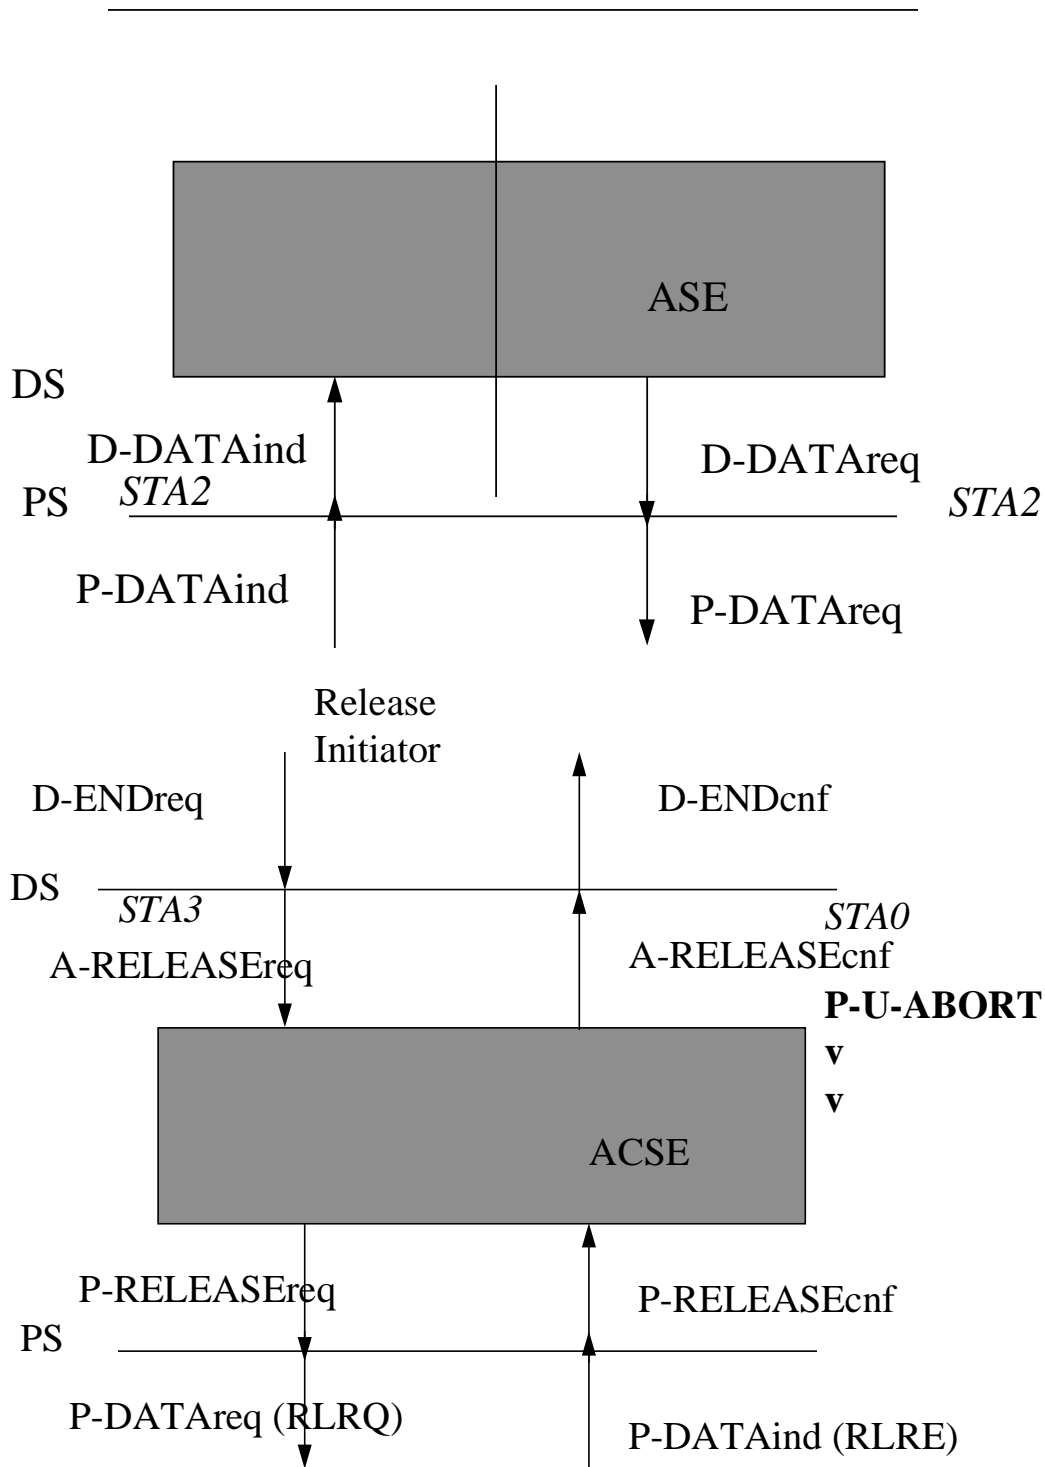 ASE
DS
D-DATAind
D-DATAreq
STA2
PS
STA2
P-DATAind
P-DATAreq
Release
Initiator
D-ENDreq
D-ENDcnf
DS
STA3
STA0
A-RELEASEreq
A-RELEASEcnf
P-U-ABORT
v
v
ACSE
P-RELEASEreq
P-RELEASEcnf
PS
P-DATAreq (RLRQ)
P-DATAind (RLRE)